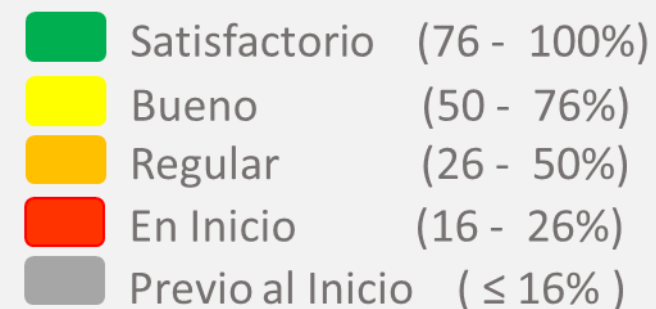 Satisfactorio (76 - 100%)
Bueno (50 - 76%)
Regular (26 - 50%)
En Inicio (16 - 26%)
Previo al Inicio ( ≤ 16% )